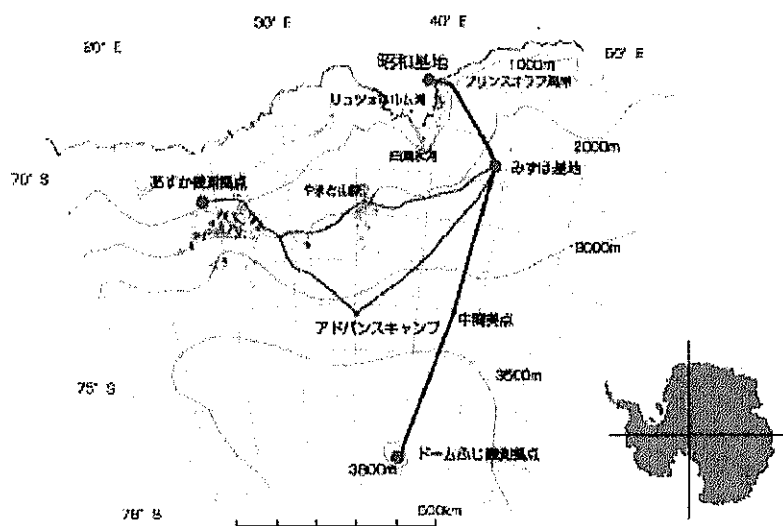 30° E
40° E
20° E
50° E
昭和基地
1000m
プリンスオラフ海岸
リュツォホルム湾
白瀬氷河
2000m
70° S
みずほ基地
あすか観測拠点
やまと山脈
3000m
アドバンスキャンプ
中間拠点
75° S
3500m
ドームふじ観測拠点
3800m
500km